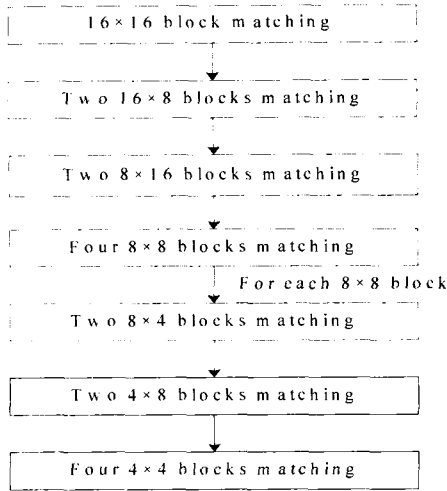 16×16 block matching
Two 16×8 blocks matching
Two 8×16 blocks matching
Four 8×8 blocks matching
For each 8×8 block
Two 8×4 blocks matching
Two 4×8 blocks matching
Four 4×4 blocks matching